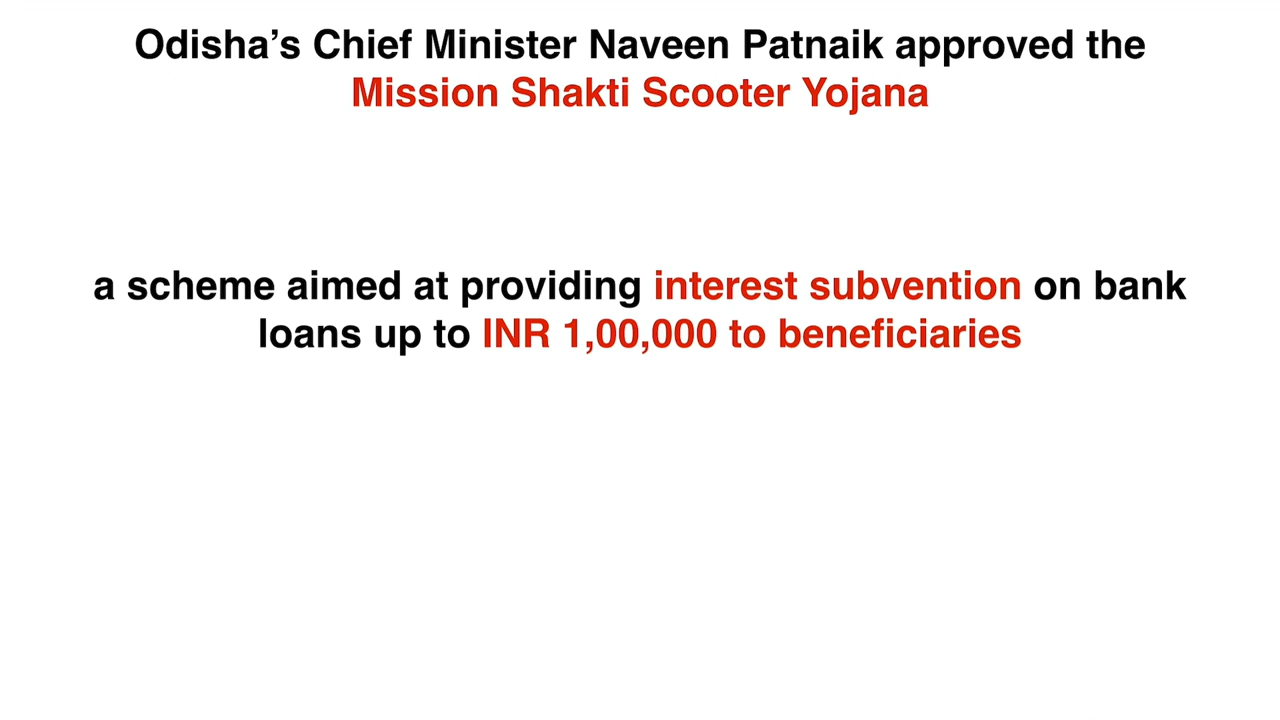 Odisha’s Chief Minister Naveen Patnaik approved the
Mission Shakti Scooter Yojana
a scheme aimed at providing interest subvention on bank
loans up to INR 1,00,000 to beneficiaries